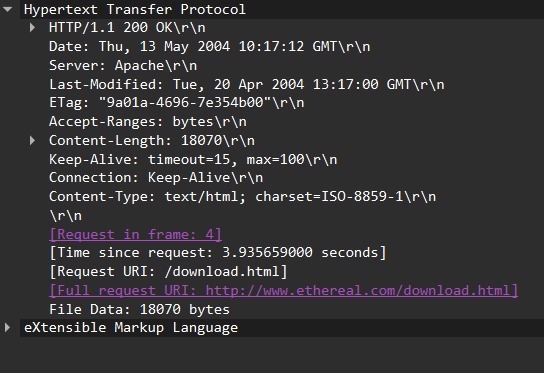 Hypertext Transfer Protocol
HTTP/1.1 200 OK\r\n
Date: Thu, 13 May 2004 10:17:12 GMT\r\n
Server: Apache\r\n
Last-Modified: Tue, 20 Apr 2004 13:17:00 GMT\r\n
ETag: "9a01a-4696-7e354b00"\r\n
Accept-Ranges: bytes\r\n
Content-Length: 18070\r\n
Keep-Alive: timeout=15, max=100\r\n
Connection: Keep-Alive\r\n
Content-Type: text/html; charset=ISO-8859-1\r\n
\r\n
[Request in frame: 4]
[Time since request: 3.935659000 seconds]
[Request URI: /download.html]
[Full request URI: http://www.ethereal.com/download.html]
File Data: 18070 bytes
eXtensible Markup Language